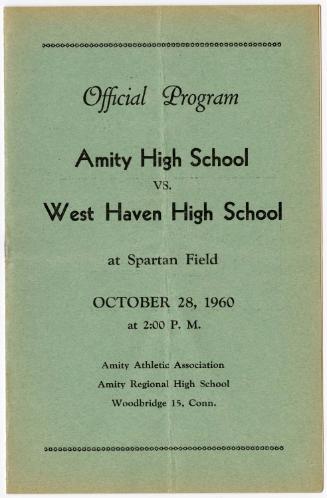 Official Program
Amity High School
VS.
West Haven High School
at Spartan Field
OCTOBER 28, 1960
at 2:00 P. M.
Amity Athletic Association
Amity Regional High School
Woodbridge 15, Conn.